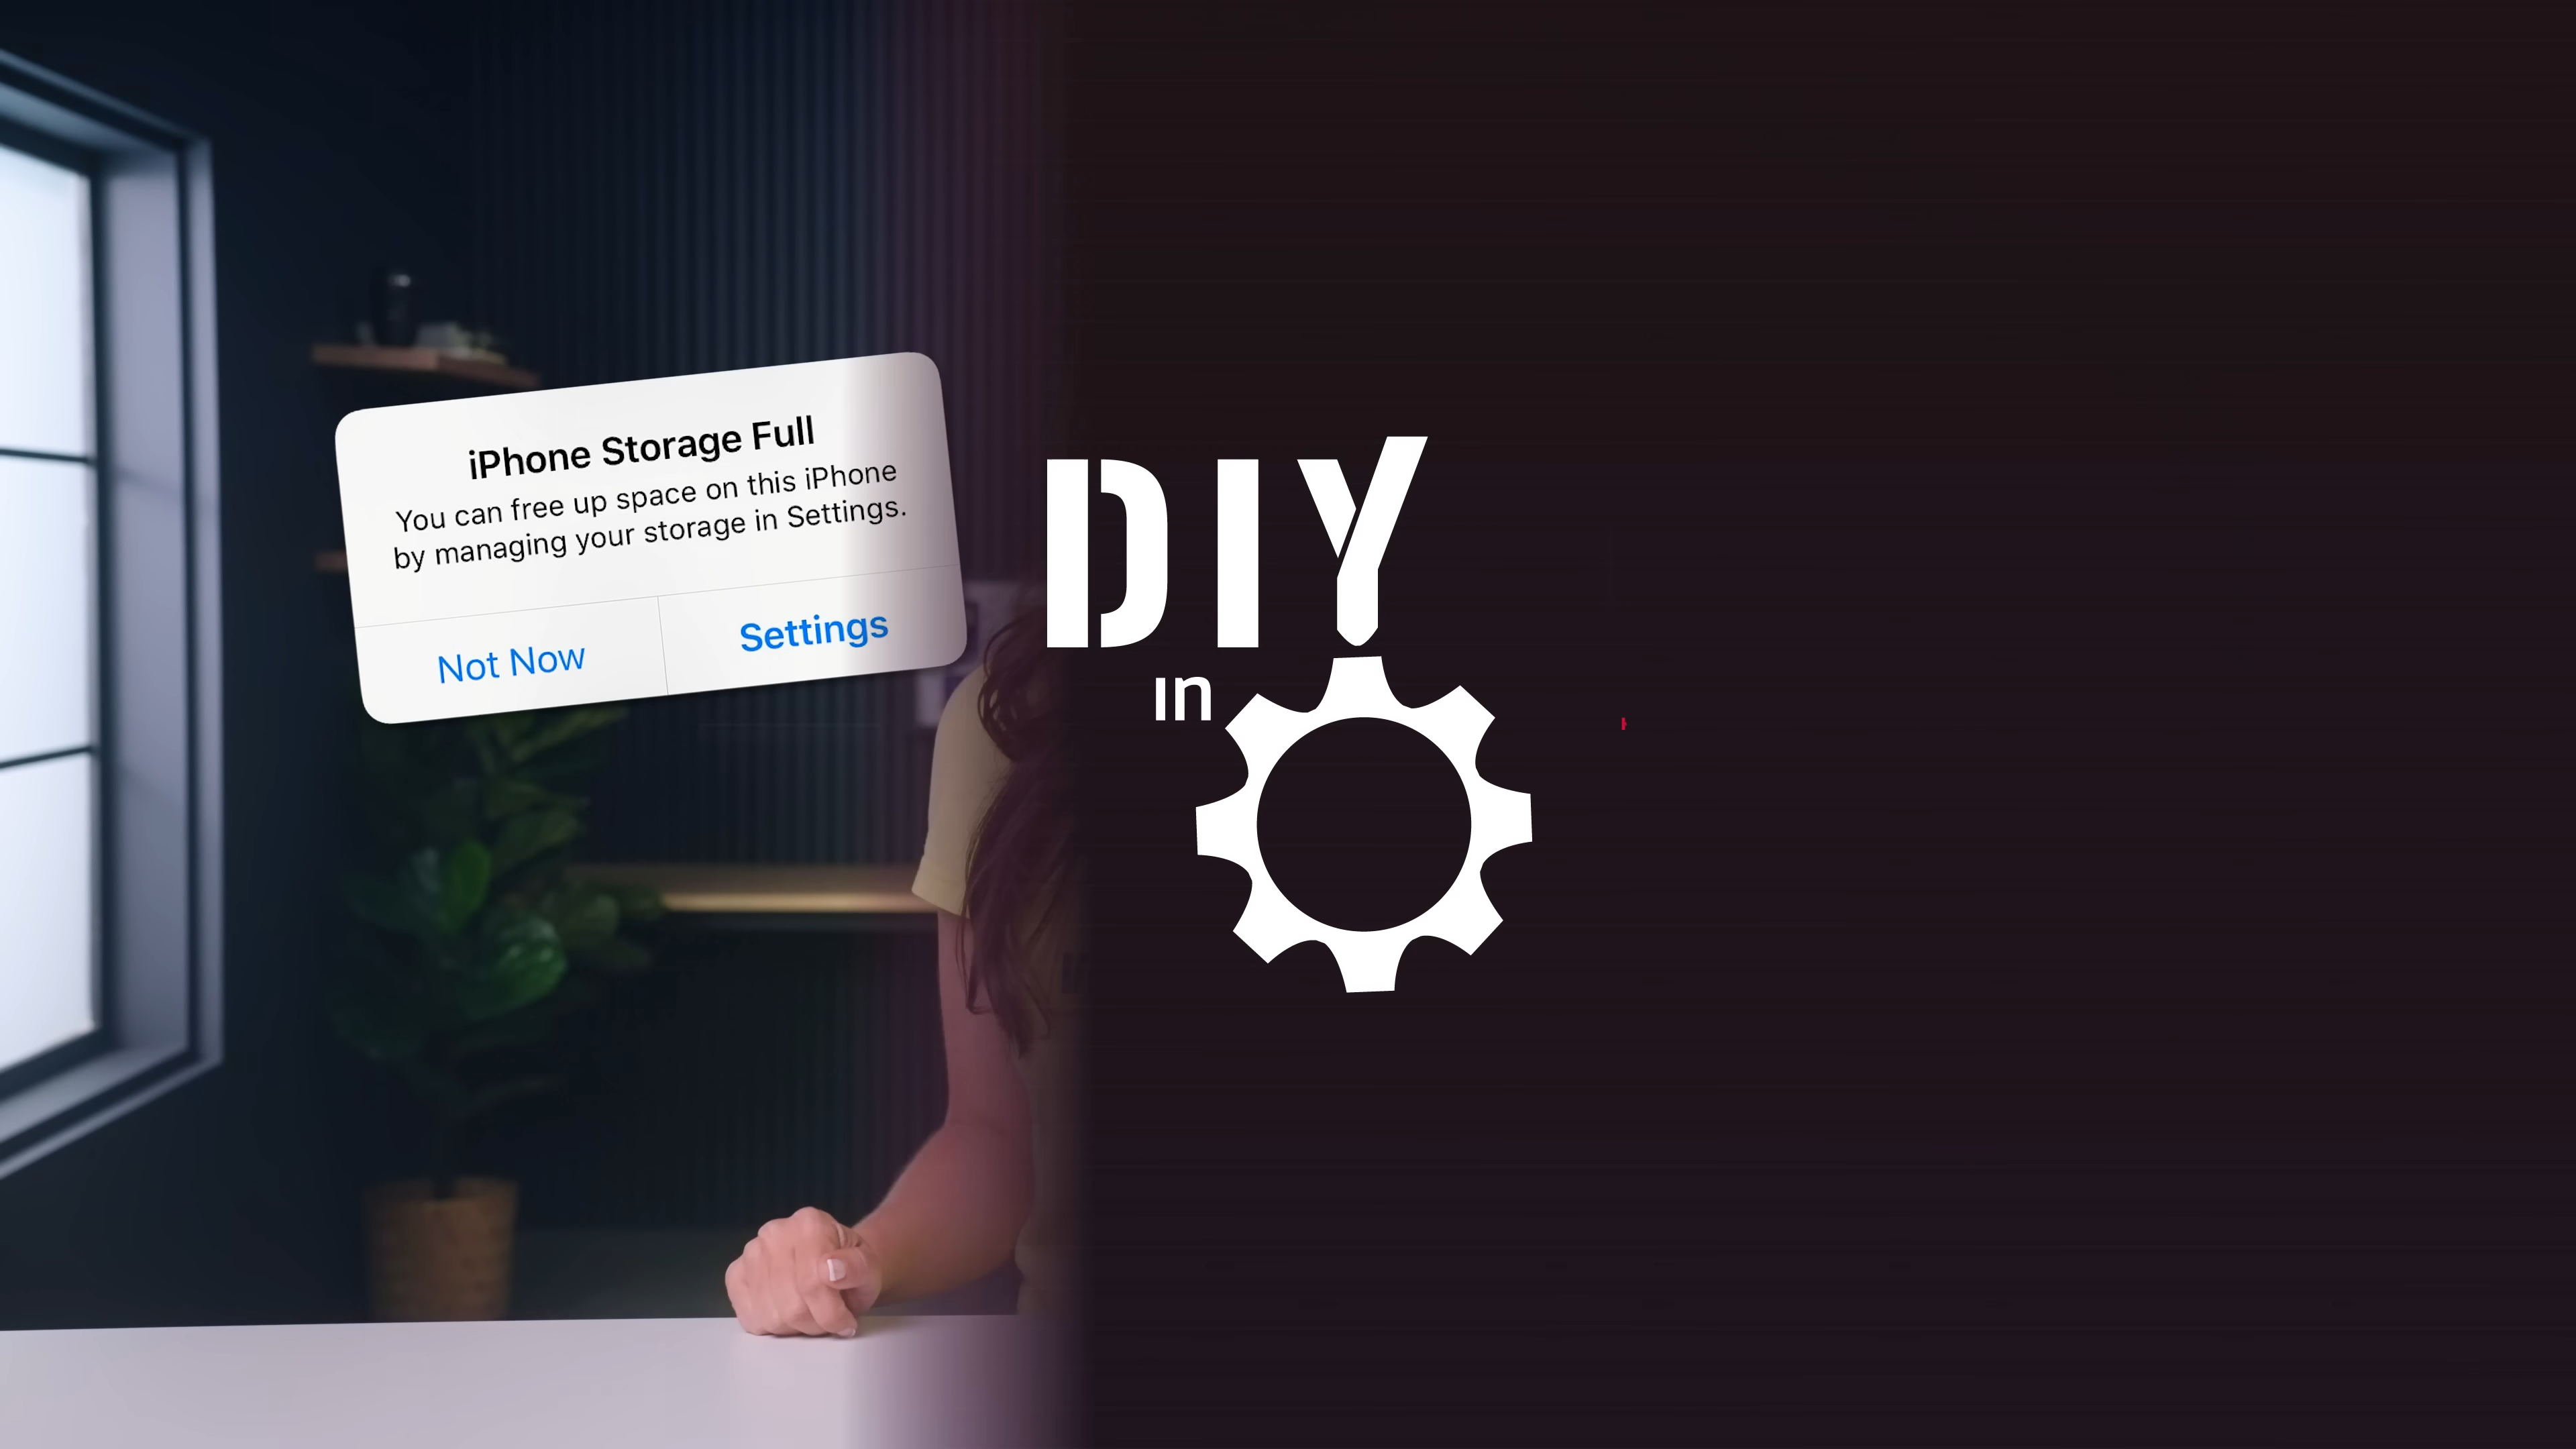 iPhone Storage Full
You can free up space on this iPhone
by managing your storage in Settings.
Not Now
Settings
DIY
in